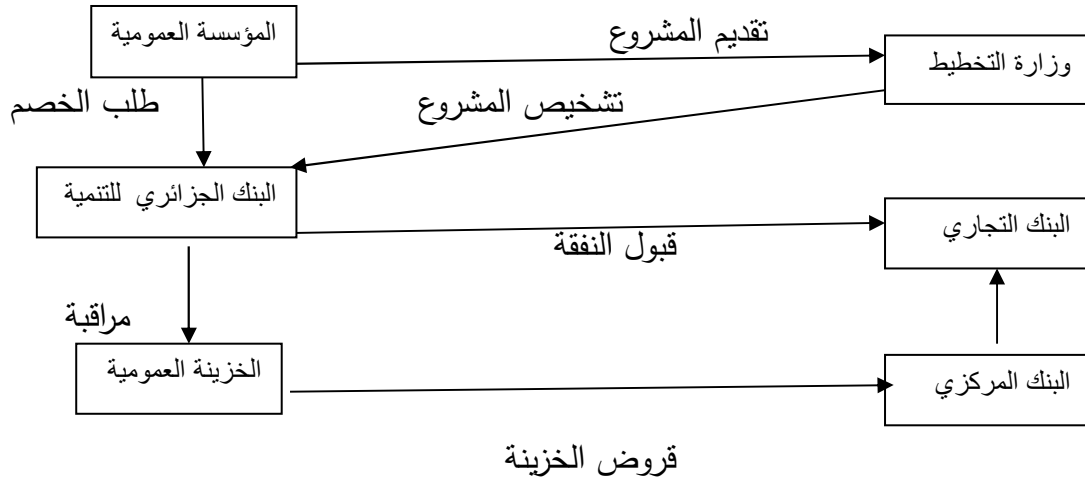 المؤسسة العمومية
تقديم المشروع
وزارة التخطيط
طلب الخصم
تشخيص المشروع
البنك الجزائري للتنمية
البنك التجاري
قبول النفقة
مراقبة
الخزينة العمومية
البنك المركزي
قروض الخزينة